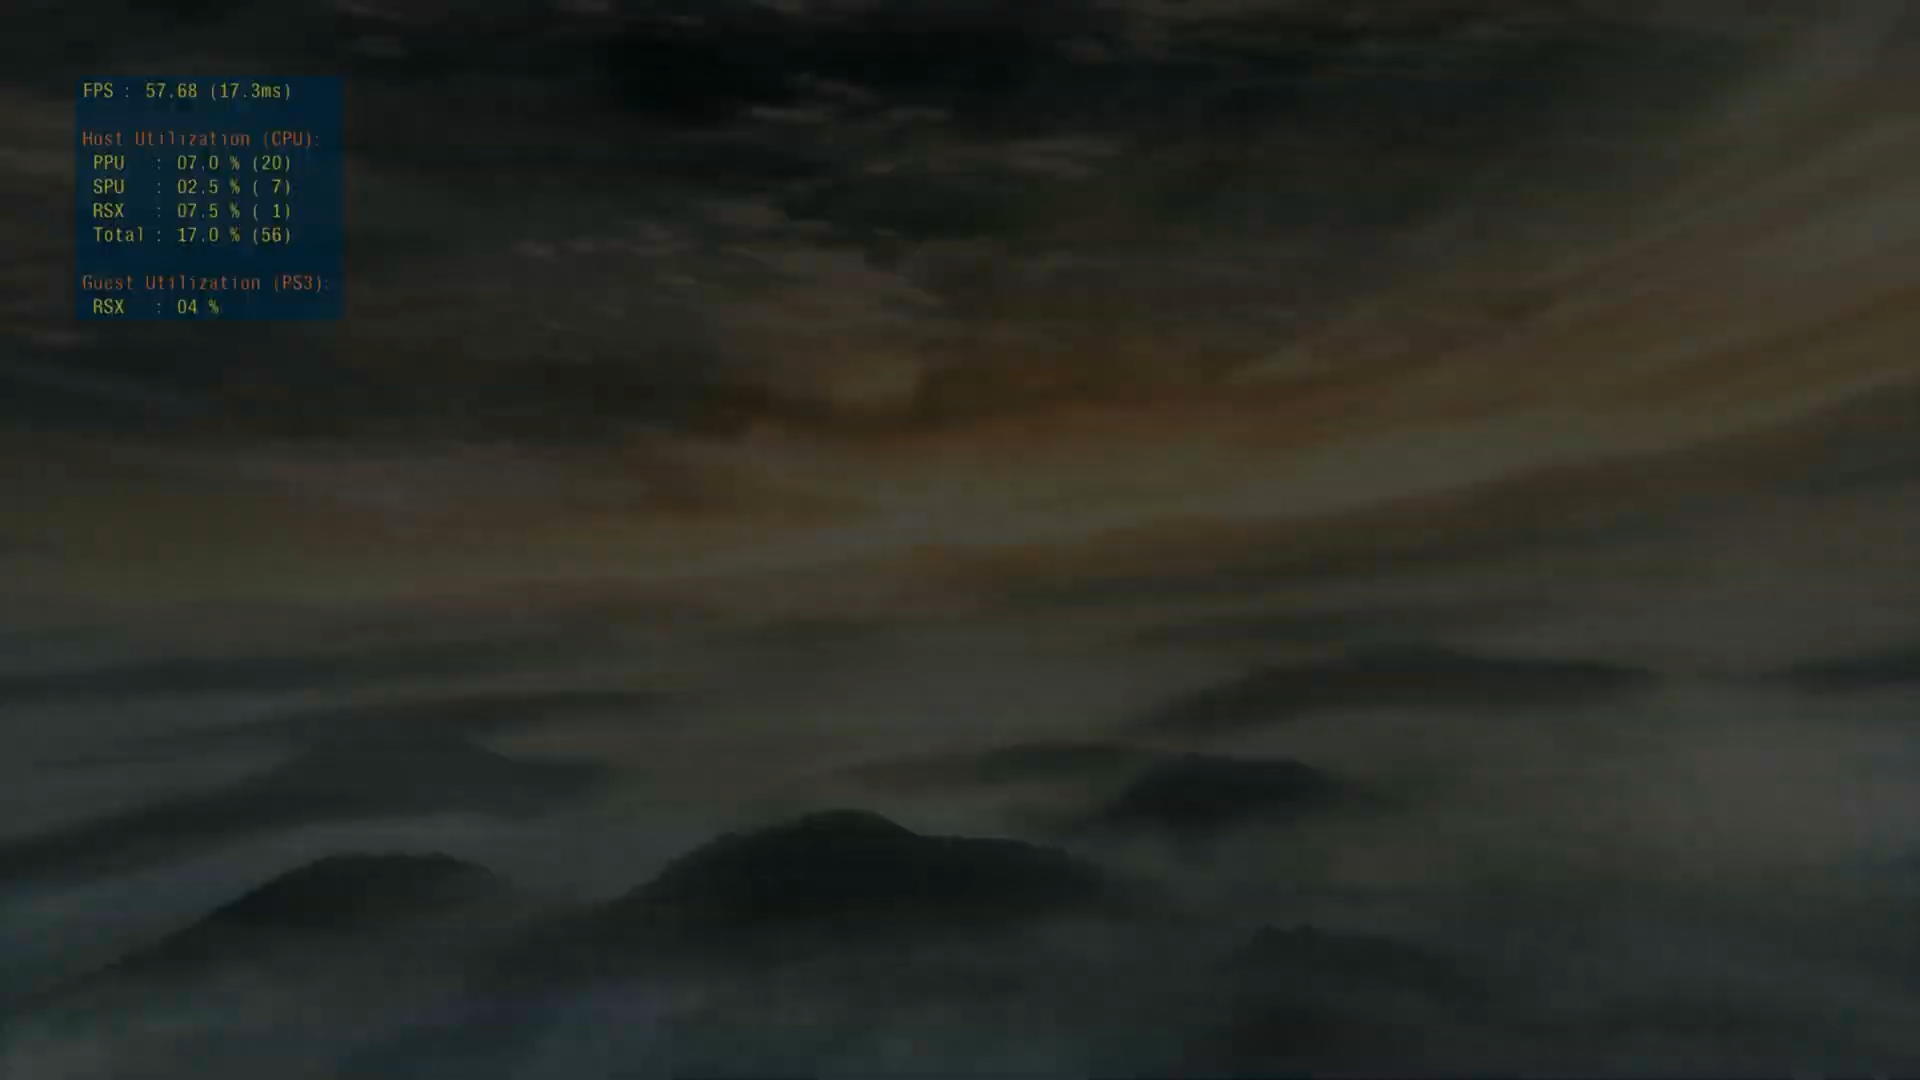 FPS : 57.68 (17.3ms)
Host Utilization (CPU):
PPU : 07.0 % (20)
SPU : 02.5 % ( 7)
RSX : 07.5 % ( 1)
Total : 17.0 % (56)
Guest Utilization (PS3):
RSX : 04 %